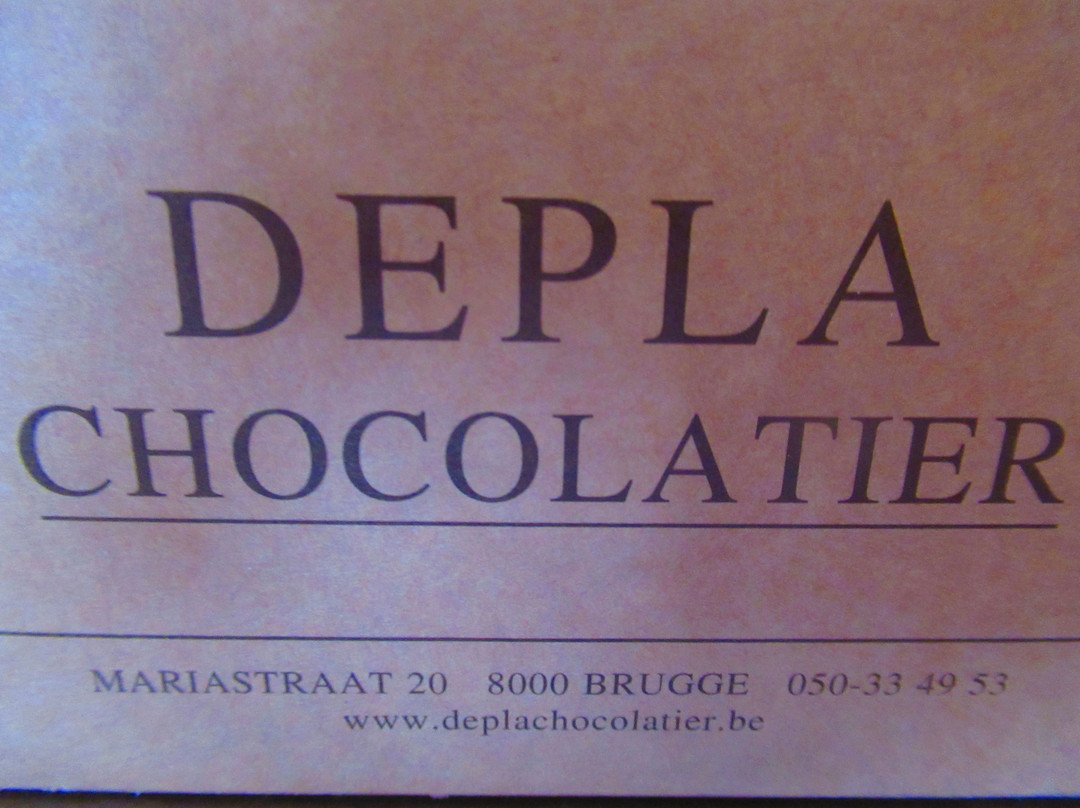 DEPLA
CHOCOLATIER
MARIASTRAAT 20 8000 BRUGGE 050-33 49 53
www.deplachocolatier.be